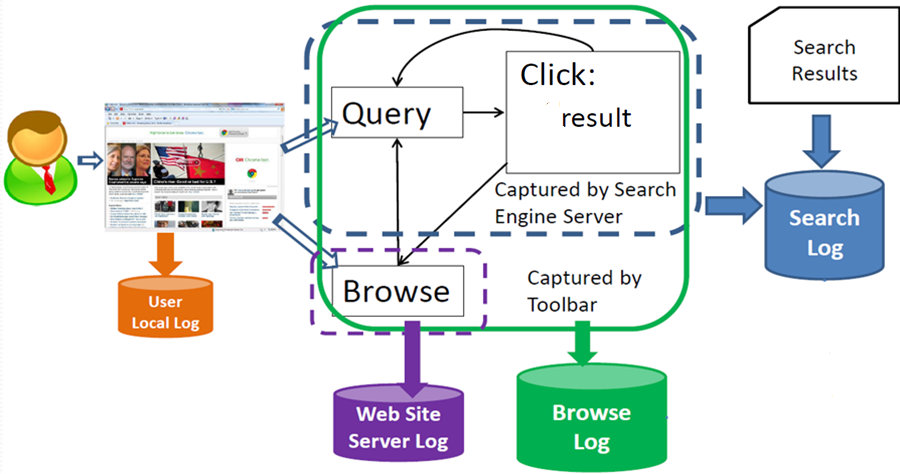 Search
Results
Click:
result
Query
Captured by Search
Engine Server
Search
Log
Browse
Captured by
Toolbar
User
Local Log
Web Site
Server Log
Browse
Log